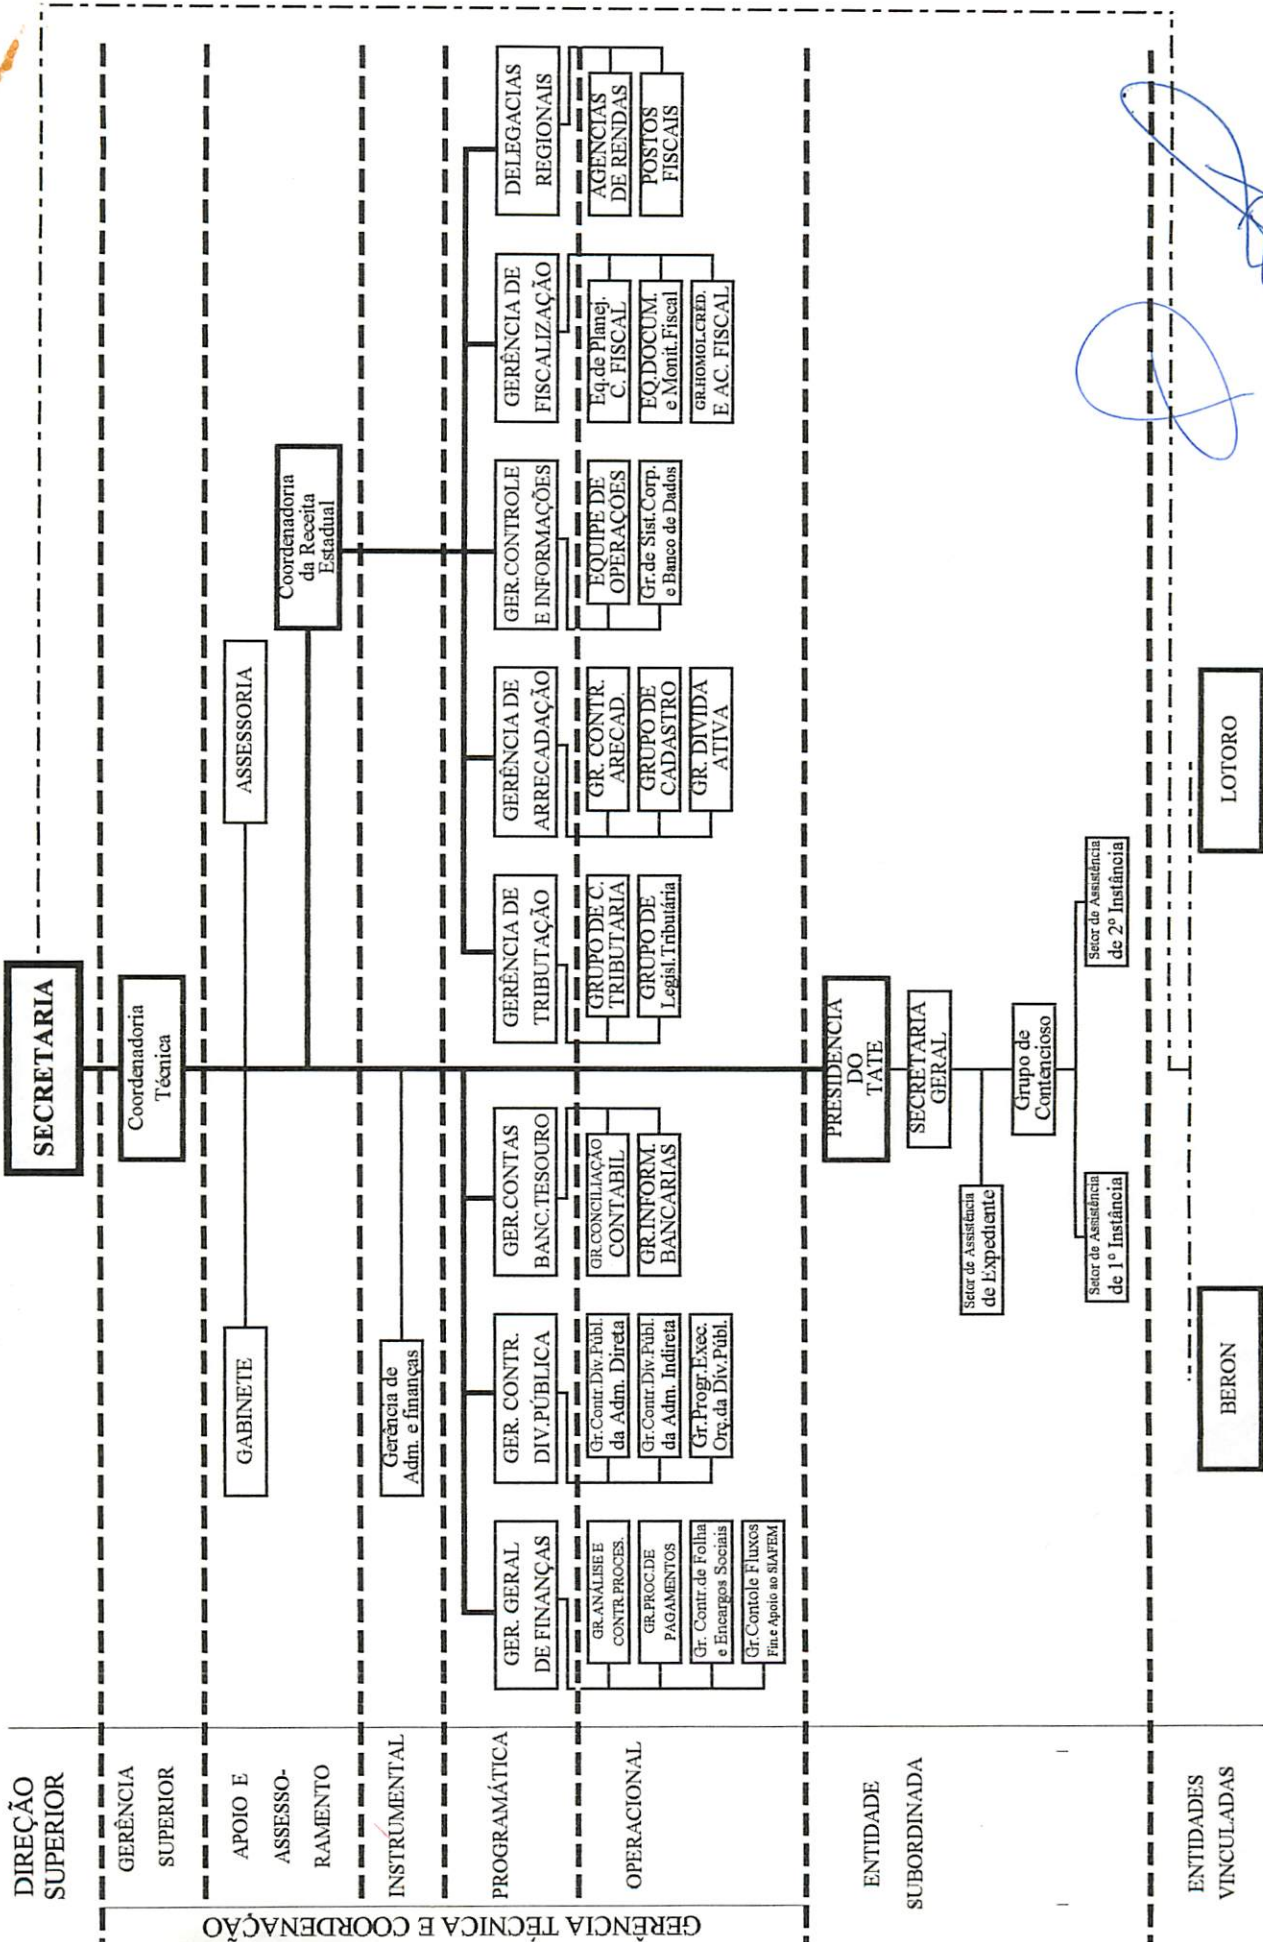 DIREÇÃO
SUPERIOR
SECRETARIA
GERÊNCIA TÉCNICA E COORDENAÇÃO
GERÊNCIA
SUPERIOR
Coordenadoria
Técnica
APOIO E
ASSESSO-
RAMENTO
GABINETE
ASSESSORIA
Coordenadoria
da Receita
Estadual
INSTRUMENTAL
Gerência de
Adm. e finanças
PROGRAMÁTICA
GER. GERAL
DE FINANÇAS
GER. CONTR.
DIV.PÚBLICA
GER.CONTAS
BANC.TESOURO
GERÊNCIA DE
TRIBUTAÇÃO
GERÊNCIA DE
ARRECADAÇÃO
GER.CONTROLE
E INFORMAÇÕES
GERÊNCIA DE
FISCALIZAÇÃO
DELEGACIAS
REGIONAIS
OPERACIONAL
GR.ANÁLISE E
CONTR.PROCES.
GR.PROC.DE
PAGAMENTOS
Gr. Contr.de Folha
e Encargos Sociais
Gr.Contole Fluxos
Fin.e Apoio ao SIAFEM
Gr.Contr.Div.Públ.
da Adm. Direta
Gr.Contr.Div.Públ.
da Adm. Indireta
Gr.Progr.Exec.
Orç.da Div.Públ.
GR.CONCILIAÇÃO
CONTABIL
GR.INFORM.
BANCARIAS
GRUPO DE C.
TRIBUTARIA
GRUPO DE
Legisl.Tributária
GR. CONTR.
ARECAD.
GRUPO DE
CADASTRO
GR. DIVIDA
ATIVA
EQUIPE DE
OPERAÇOES
Gr.de Sist.Corp.
e Banco de Dados
Eq.de Planej.
C. FISCAL
EQ.DOCUM.
e Monit.Fiscal
GR.HOMOL.CRED.
E AC. FISCAL
AGENCIAS
DE RENDAS
POSTOS
FISCAIS
ENTIDADE
SUBORDINADA
PRESIDENCIA
DO
TATE
SECRETARIA
GERAL
Setor de Assistência
de Expediente
Grupo de
Contencioso
Setor de Assistência
de 1º Instância
Setor de Assistência
de 2º Instância
ENTIDADES
VINCULADAS
BERON
LOTORO